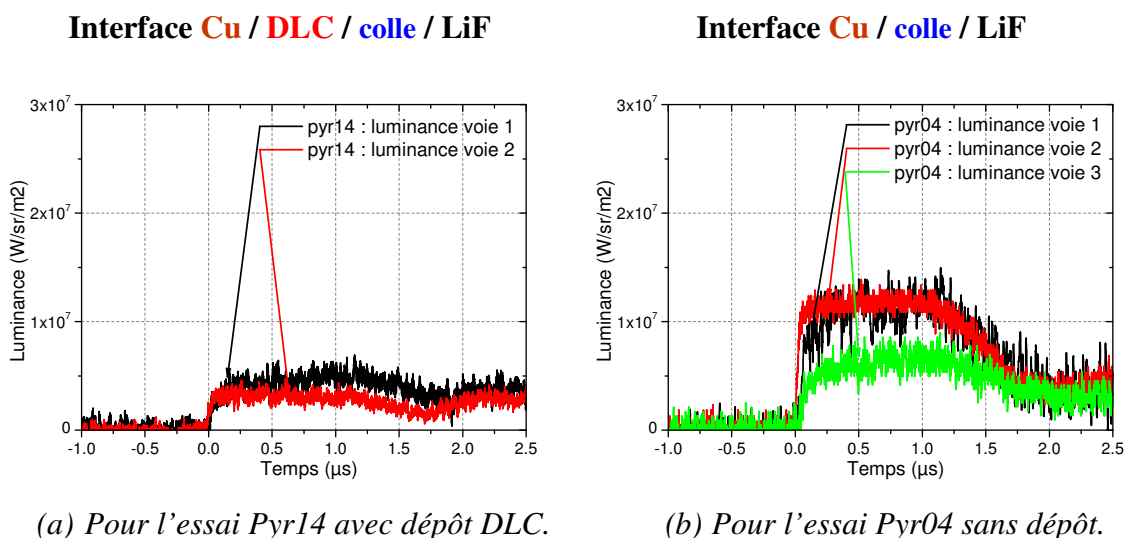 Interface Cu / DLC / colle / LiF
Interface Cu / colle / LiF
3x10⁷
2x10⁷
1x10⁷
0
Luminance (W/sr/m2)
pyr14 : luminance voie 1
pyr14 : luminance voie 2
-1.0 -0.5 0.0 0.5 1.0 1.5 2.0 2.5
Temps (µs)
3x10⁷
2x10⁷
1x10⁷
0
Luminance (W/sr/m2)
pyr04 : luminance voie 1
pyr04 : luminance voie 2
pyr04 : luminance voie 3
-1.0 -0.5 0.0 0.5 1.0 1.5 2.0 2.5
Temps (µs)
(a) Pour l'essai Pyr14 avec dépôt DLC.
(b) Pour l'essai Pyr04 sans dépôt.